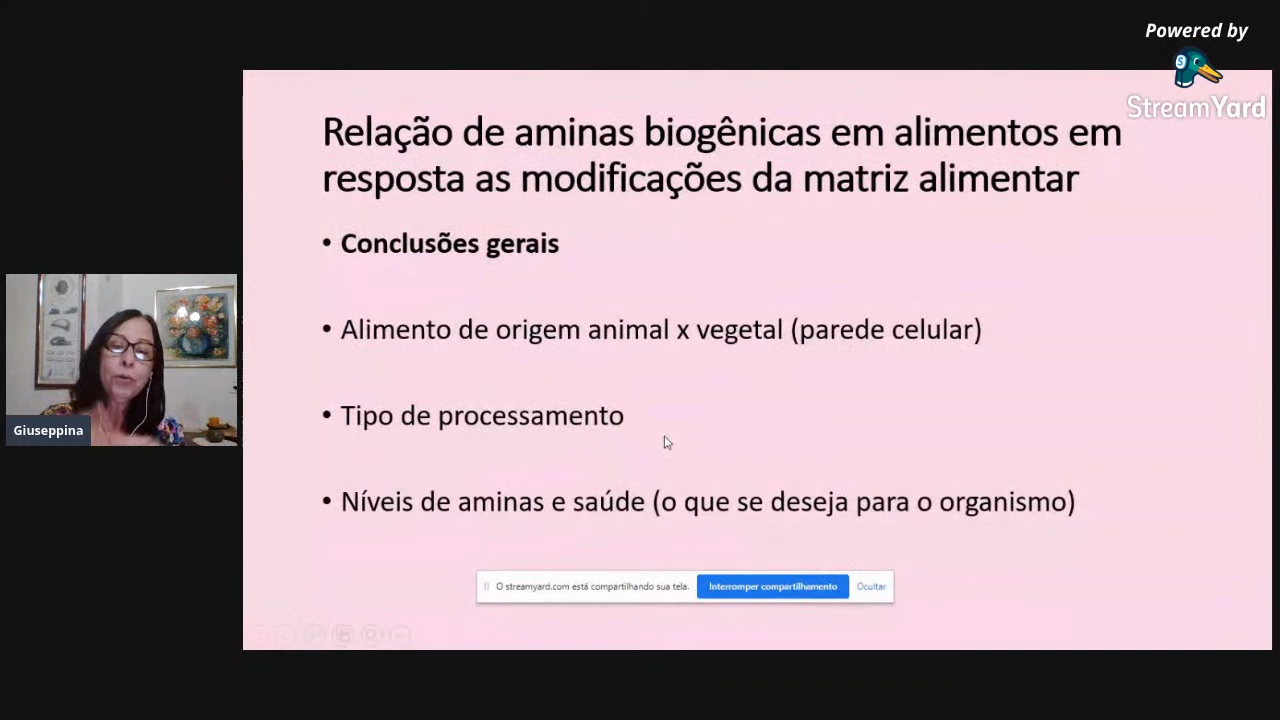 Powered by
StreamYard
Relação de aminas biogênicas em alimentos em
resposta as modificações da matriz alimentar
• Conclusões gerais
• Alimento de origem animal x vegetal (parede celular)
• Tipo de processamento
• Níveis de aminas e saúde (o que se deseja para o organismo)
Giuseppina
O streamyard.com está compartilhando sua tela. Interromper compartilhamento Ocultar